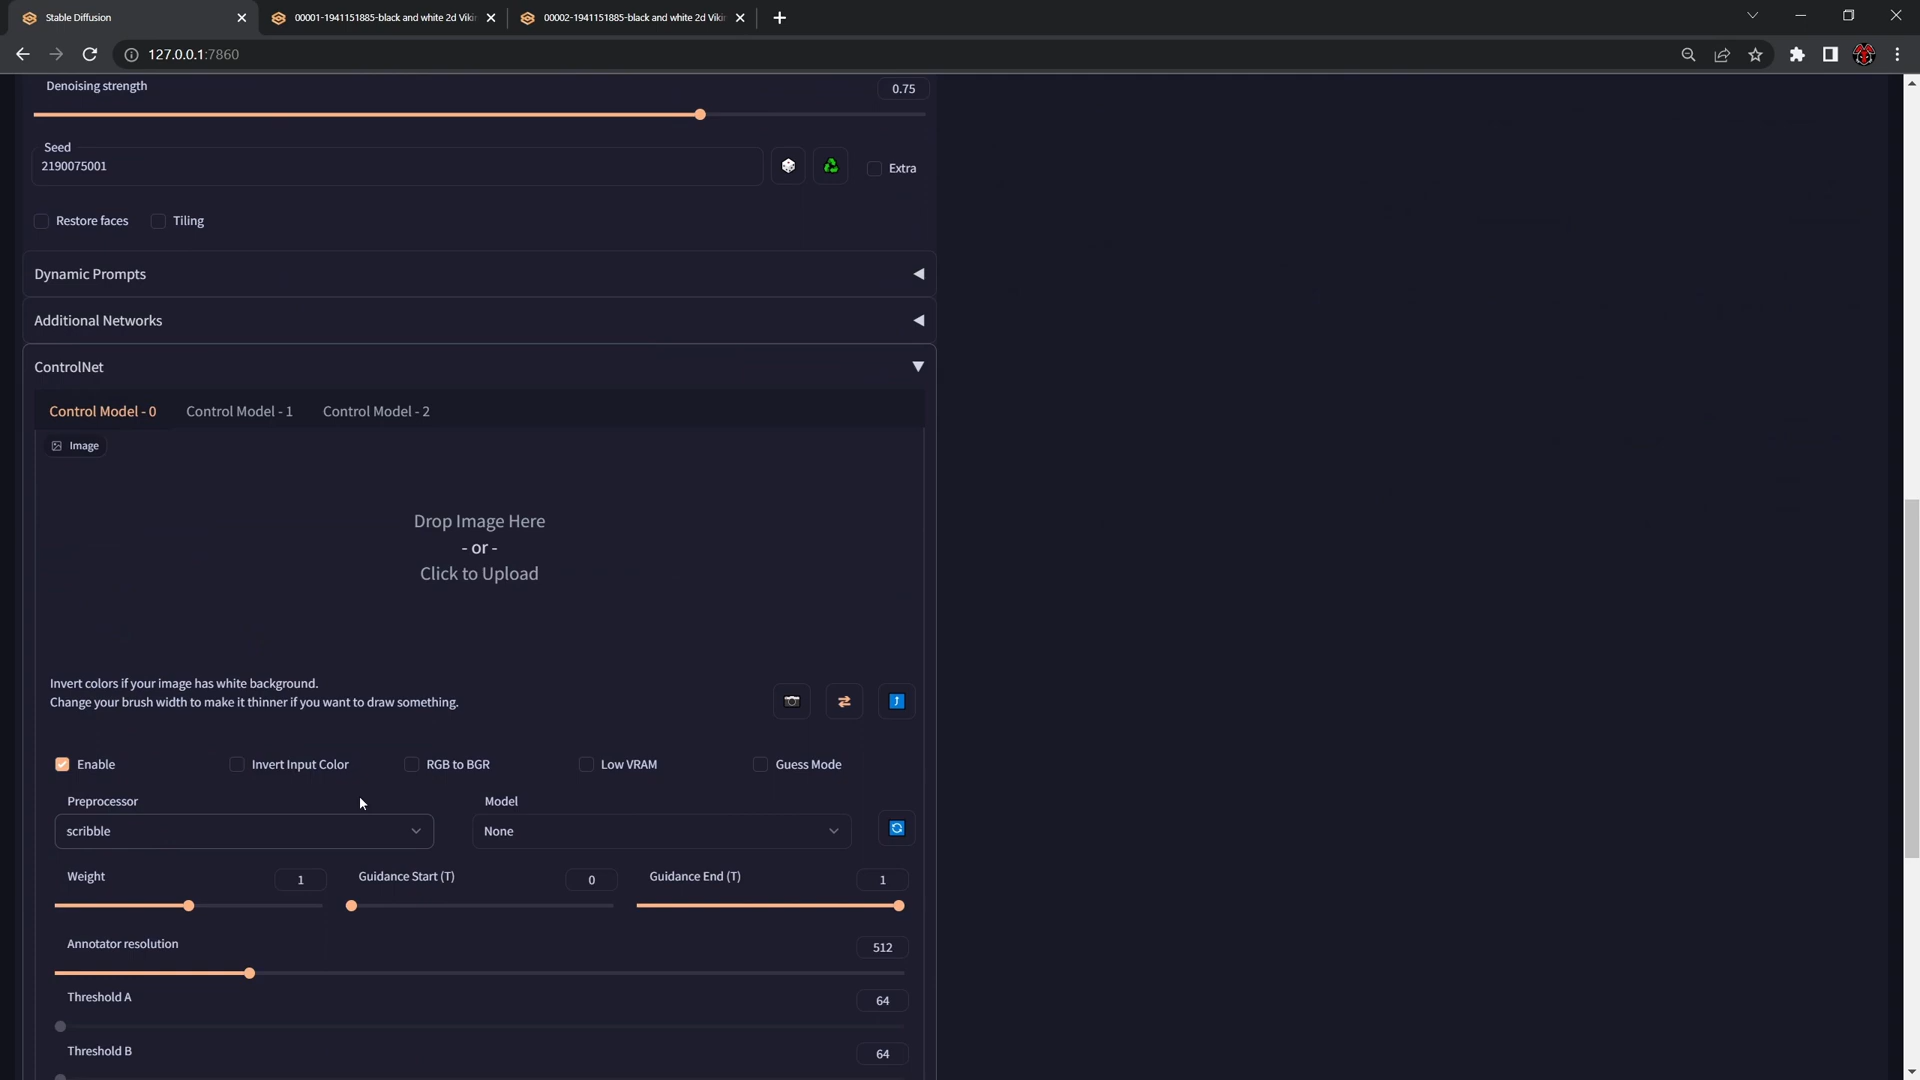 Stable Diffusion
00001-1941151885-black and white 2d Viki
00002-1941151885-black and white 2d Viki
127.0.0.1:7860
Denoising strength
0.75
Seed
2190075001
Extra
Restore faces
Tiling
Dynamic Prompts
Additional Networks
ControlNet
Control Model - 0
Control Model - 1
Control Model - 2
Image
Drop Image Here
- or -
Click to Upload
Invert colors if your image has white background.
Change your brush width to make it thinner if you want to draw something.
Enable
Invert Input Color
RGB to BGR
Low VRAM
Guess Mode
Preprocessor
Model
scribble
None
Weight
1
Guidance Start (T)
0
Guidance End (T)
1
Annotator resolution
512
Threshold A
64
Threshold B
64